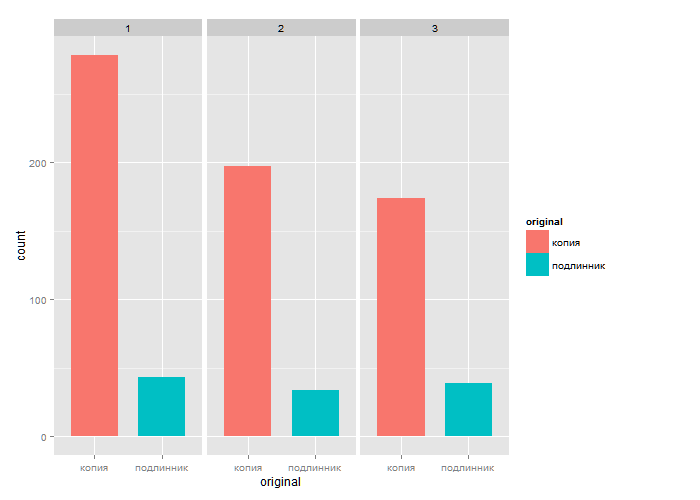 1 2 3
count
200
100
0
копия подлинник копия подлинник копия подлинник
original
original
копия
подлинник